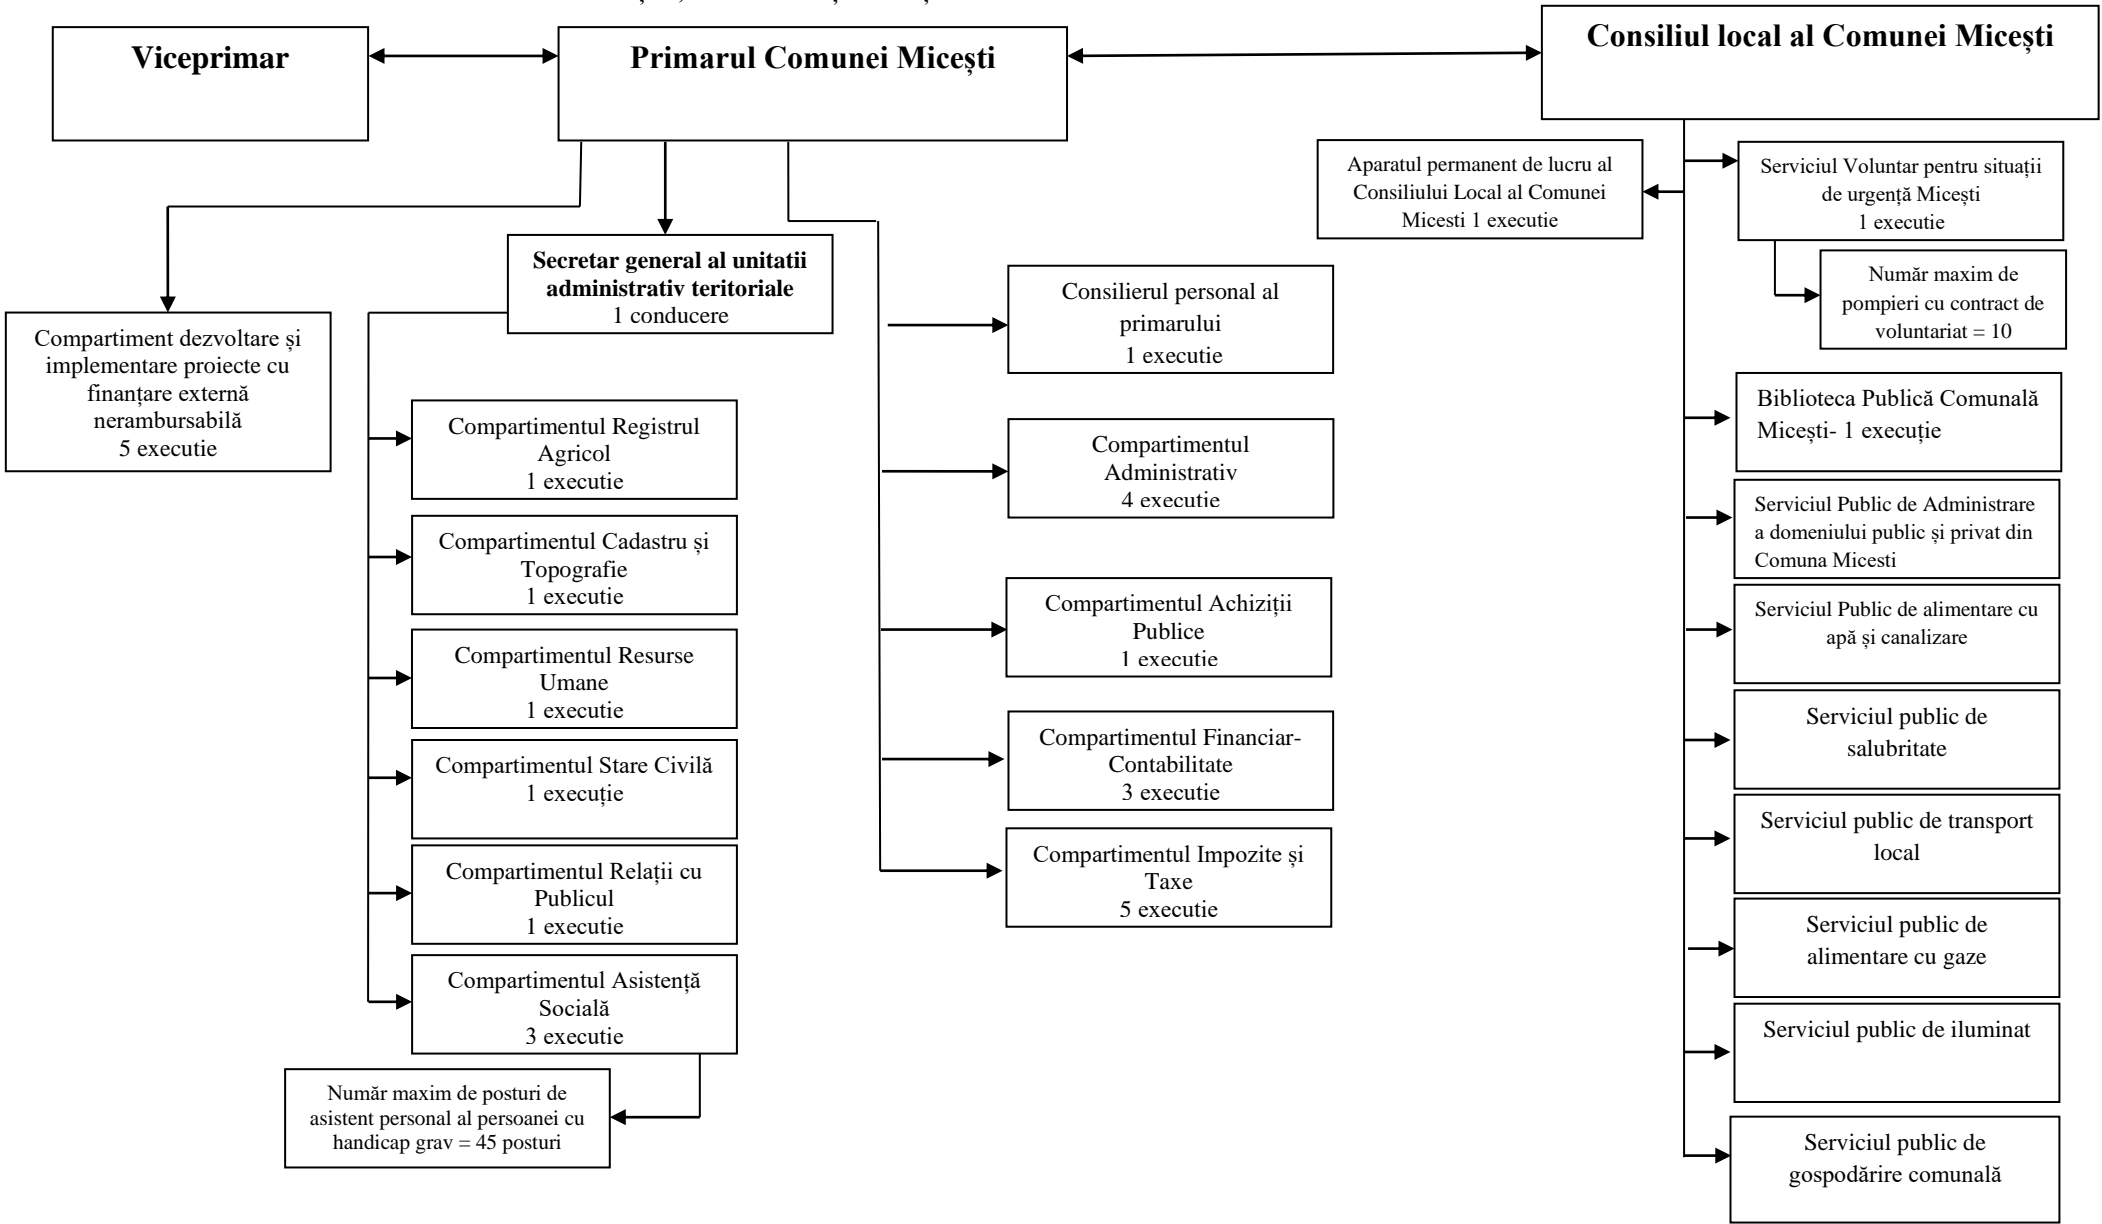 Viceprimar
Primarul Comunei Micești
Consiliul local al Comunei Micești
Aparatul permanent de lucru al
Consiliului Local al Comunei
Micesti 1 executie
Serviciul Voluntar pentru situații
de urgență Micești
1 executie
Număr maxim de
pompieri cu contract de
voluntariat = 10
Secretar general al unitatii
administrativ teritoriale
1 conducere
Compartiment dezvoltare și
implementare proiecte cu
finanțare externă
nerambursabilă
5 executie
Compartimentul Registrul
Agricol
1 executie
Compartimentul Cadastru și
Topografie
1 executie
Compartimentul Resurse
Umane
1 executie
Compartimentul Stare Civilă
1 execuție
Compartimentul Relații cu
Publicul
1 executie
Compartimentul Asistență
Socială
3 executie
Număr maxim de posturi de
asistent personal al persoanei cu
handicap grav = 45 posturi
Consilierul personal al
primarului
1 executie
Compartimentul
Administrativ
4 executie
Compartimentul Achiziții
Publice
1 executie
Compartimentul Financiar-
Contabilitate
3 executie
Compartimentul Impozite și
Taxe
5 executie
Biblioteca Publică Comunală
Micești- 1 execuție
Serviciul Public de Administrare
a domeniului public și privat din
Comuna Micesti
Serviciul Public de alimentare cu
apă și canalizare
Serviciul public de
salubritate
Serviciul public de transport
local
Serviciul public de
alimentare cu gaze
Serviciul public de iluminat
Serviciul public de
gospodărire comunală